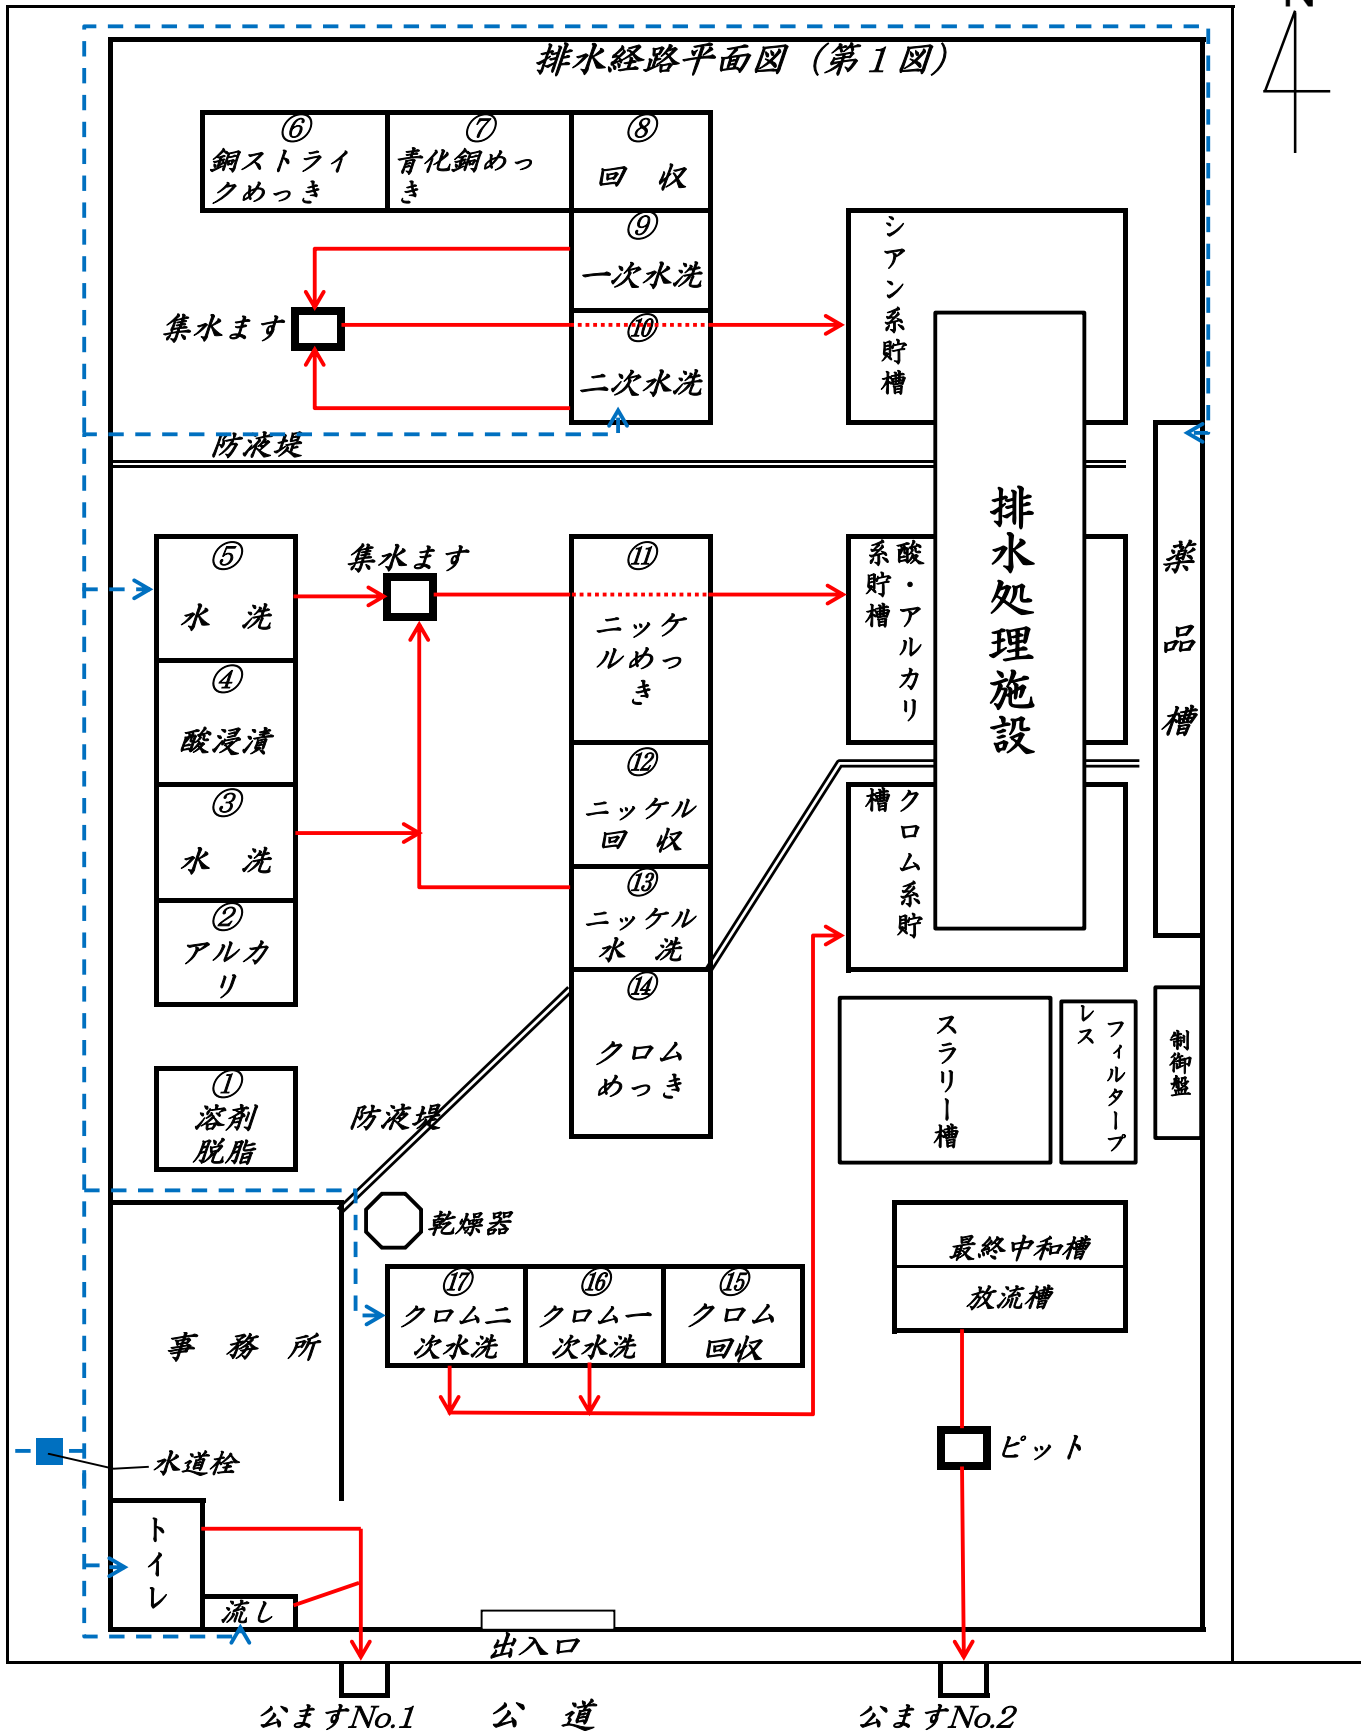 N
排水経路平面図（第１図）
⑥
銅ストライ
クめっき
⑦
青化銅めっ
き
⑧
回　収
⑨
一次水洗
⑩
二次水洗
集水ます
シアン系貯槽
防液堤
排水処理施設
薬品槽
⑤
水　洗
④
酸浸漬
③
水　洗
②
アルカ
リ
①
溶剤
脱脂
集水ます
⑪
ニッケ
ルめっ
き
⑫
ニッケル
回　収
⑬
ニッケル
水　洗
⑭
クロム
めっき
酸・アルカリ
系貯槽
クロム系貯
槽
スラリー槽
フィルタープ
レス
制御盤
防液堤
乾燥器
⑰
クロム二
次水洗
⑯
クロム一
次水洗
⑮
クロム
回収
最終中和槽
放流槽
ピット
事　務　所
水道栓
トイレ
流し
出入口
公ますNo.1
公　道
公ますNo.2